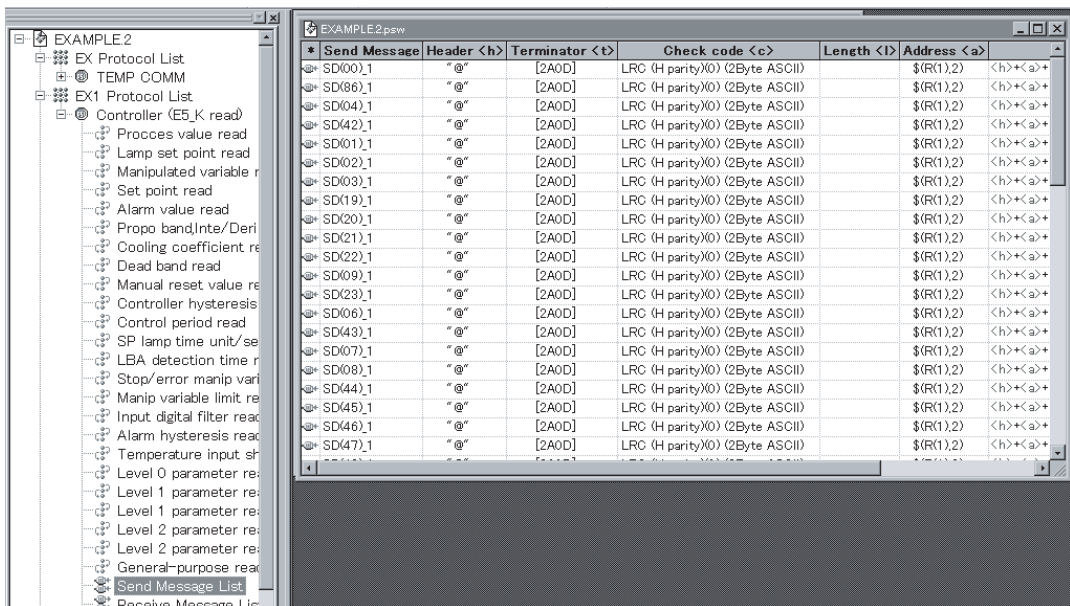 EXAMPLE.2
EX Protocol List
TEMP COMM
EX1 Protocol List
Controller (E5_K read)
Procces value read
Lamp set point read
Manipulated variable r
Set point read
Alarm value read
Propo band,Inte/Deri
Cooling coefficient re
Dead band read
Manual reset value re
Controller hysteresis
Control period read
SP lamp time unit/se
LBA detection time r
Stop/error manip vari
Manip variable limit re
Input digital filter read
Alarm hysteresis read
Temperature input sh
Level 0 parameter re
Level 1 parameter re
Level 1 parameter re
Level 2 parameter re
Level 2 parameter re
General-purpose read
Send Message List
Receive Message Lis
EXAMPLE2.psw
* Send Message Header <h> Terminator <t> Check code <c> Length <l> Address <a>
SD(00)_1 "@" [2A0D] LRC (H parity)(0) (2Byte ASCII) $(R(1),2) <h>+<a>+
SD(86)_1 "@" [2A0D] LRC (H parity)(0) (2Byte ASCII) $(R(1),2) <h>+<a>+
SD(04)_1 "@" [2A0D] LRC (H parity)(0) (2Byte ASCII) $(R(1),2) <h>+<a>+
SD(42)_1 "@" [2A0D] LRC (H parity)(0) (2Byte ASCII) $(R(1),2) <h>+<a>+
SD(01)_1 "@" [2A0D] LRC (H parity)(0) (2Byte ASCII) $(R(1),2) <h>+<a>+
SD(02)_1 "@" [2A0D] LRC (H parity)(0) (2Byte ASCII) $(R(1),2) <h>+<a>+
SD(03)_1 "@" [2A0D] LRC (H parity)(0) (2Byte ASCII) $(R(1),2) <h>+<a>+
SD(19)_1 "@" [2A0D] LRC (H parity)(0) (2Byte ASCII) $(R(1),2) <h>+<a>+
SD(20)_1 "@" [2A0D] LRC (H parity)(0) (2Byte ASCII) $(R(1),2) <h>+<a>+
SD(21)_1 "@" [2A0D] LRC (H parity)(0) (2Byte ASCII) $(R(1),2) <h>+<a>+
SD(22)_1 "@" [2A0D] LRC (H parity)(0) (2Byte ASCII) $(R(1),2) <h>+<a>+
SD(09)_1 "@" [2A0D] LRC (H parity)(0) (2Byte ASCII) $(R(1),2) <h>+<a>+
SD(23)_1 "@" [2A0D] LRC (H parity)(0) (2Byte ASCII) $(R(1),2) <h>+<a>+
SD(06)_1 "@" [2A0D] LRC (H parity)(0) (2Byte ASCII) $(R(1),2) <h>+<a>+
SD(43)_1 "@" [2A0D] LRC (H parity)(0) (2Byte ASCII) $(R(1),2) <h>+<a>+
SD(07)_1 "@" [2A0D] LRC (H parity)(0) (2Byte ASCII) $(R(1),2) <h>+<a>+
SD(08)_1 "@" [2A0D] LRC (H parity)(0) (2Byte ASCII) $(R(1),2) <h>+<a>+
SD(44)_1 "@" [2A0D] LRC (H parity)(0) (2Byte ASCII) $(R(1),2) <h>+<a>+
SD(45)_1 "@" [2A0D] LRC (H parity)(0) (2Byte ASCII) $(R(1),2) <h>+<a>+
SD(46)_1 "@" [2A0D] LRC (H parity)(0) (2Byte ASCII) $(R(1),2) <h>+<a>+
SD(47)_1 "@" [2A0D] LRC (H parity)(0) (2Byte ASCII) $(R(1),2) <h>+<a>+